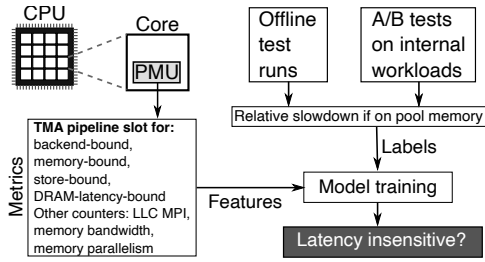 CPU
Core
PMU
Metrics
TMA pipeline slot for:
backend-bound,
memory-bound,
store-bound,
DRAM-latency-bound
Other counters: LLC MPI,
memory bandwidth,
memory parallelism
Offline
test
runs
A/B tests
on internal
workloads
Relative slowdown if on pool memory
Labels
Features
Model training
Latency insensitive?